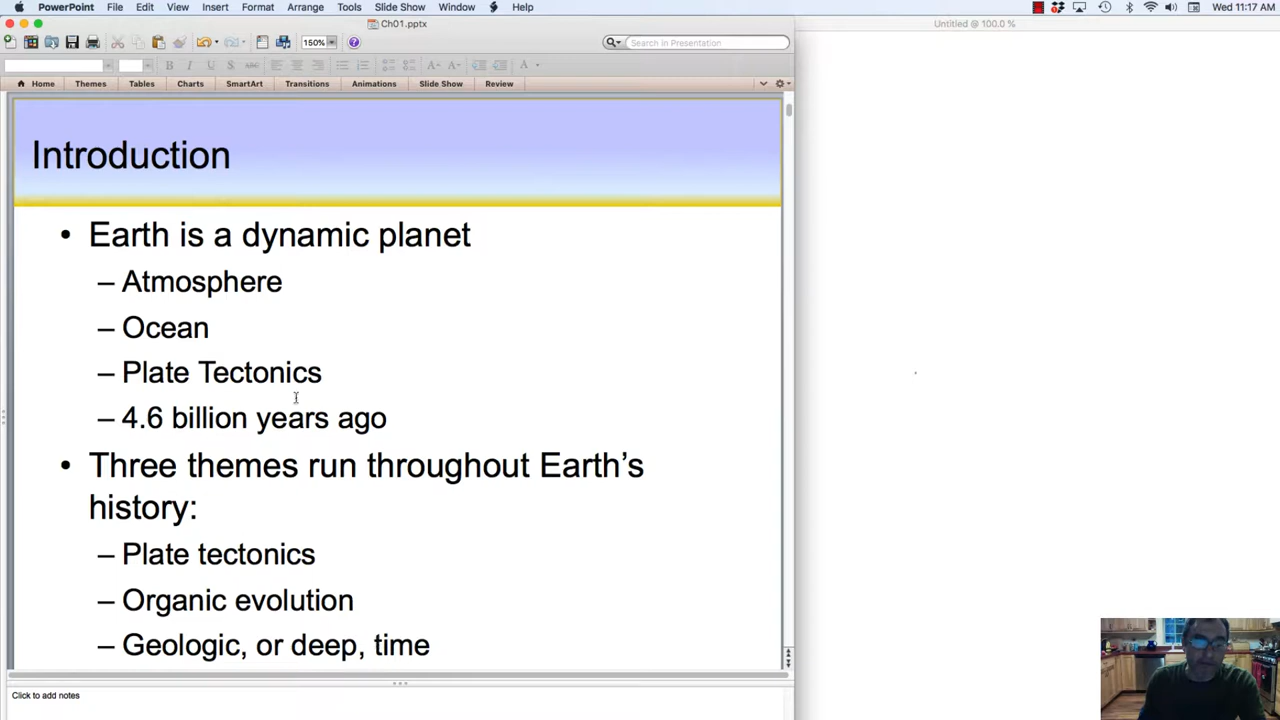 PowerPoint File Edit View Insert Format Arrange Tools Slide Show Window Help Wed 11:17 AM
Ch01.pptx
Untitled @ 100.0 %
150% Search in Presentation
Home Themes Tables Charts SmartArt Transitions Animations Slide Show Review
Introduction
• Earth is a dynamic planet
– Atmosphere
– Ocean
– Plate Tectonics
– 4.6 billion years ago
• Three themes run throughout Earth’s
history:
– Plate tectonics
– Organic evolution
– Geologic, or deep, time
Click to add notes